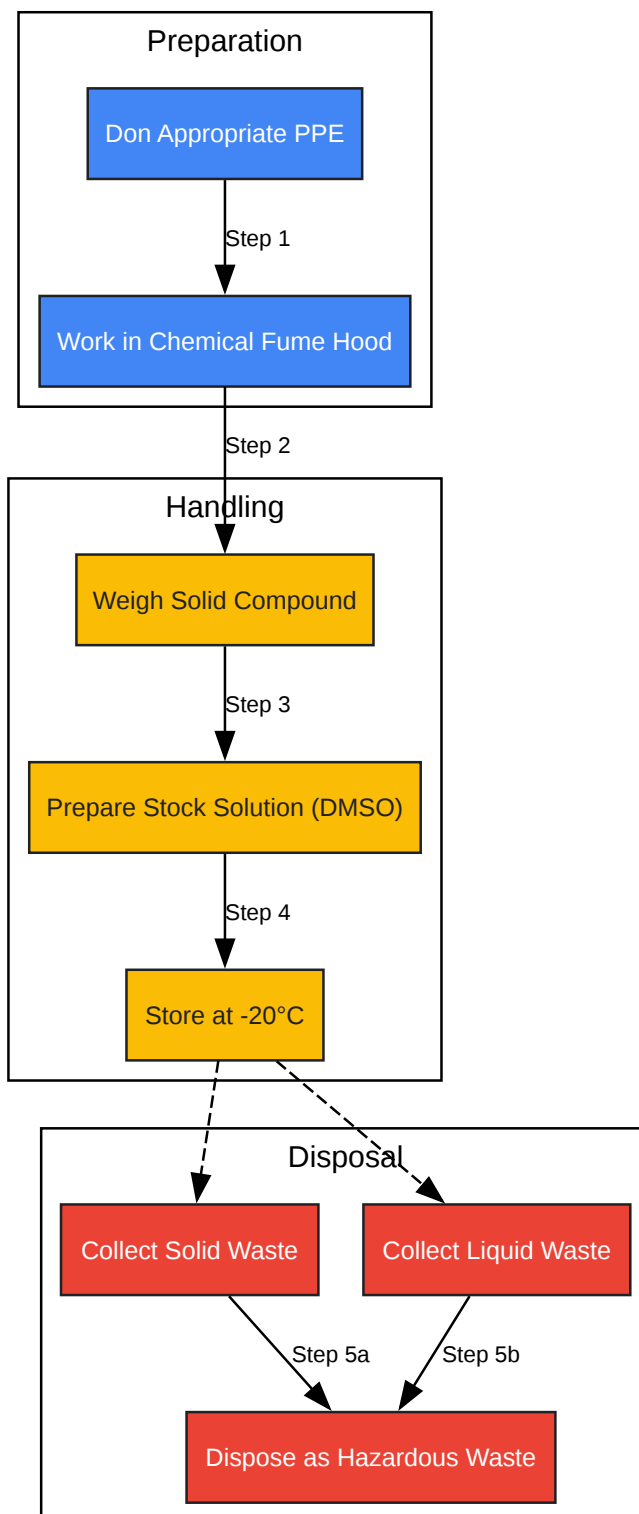 Preparation
Don Appropriate PPE
Step 1
Work in Chemical Fume Hood
Step 2
Handling
Weigh Solid Compound
Step 3
Prepare Stock Solution (DMSO)
Step 4
Store at -20°C
Disposal
Collect Solid Waste
Collect Liquid Waste
Step 5a
Step 5b
Dispose as Hazardous Waste